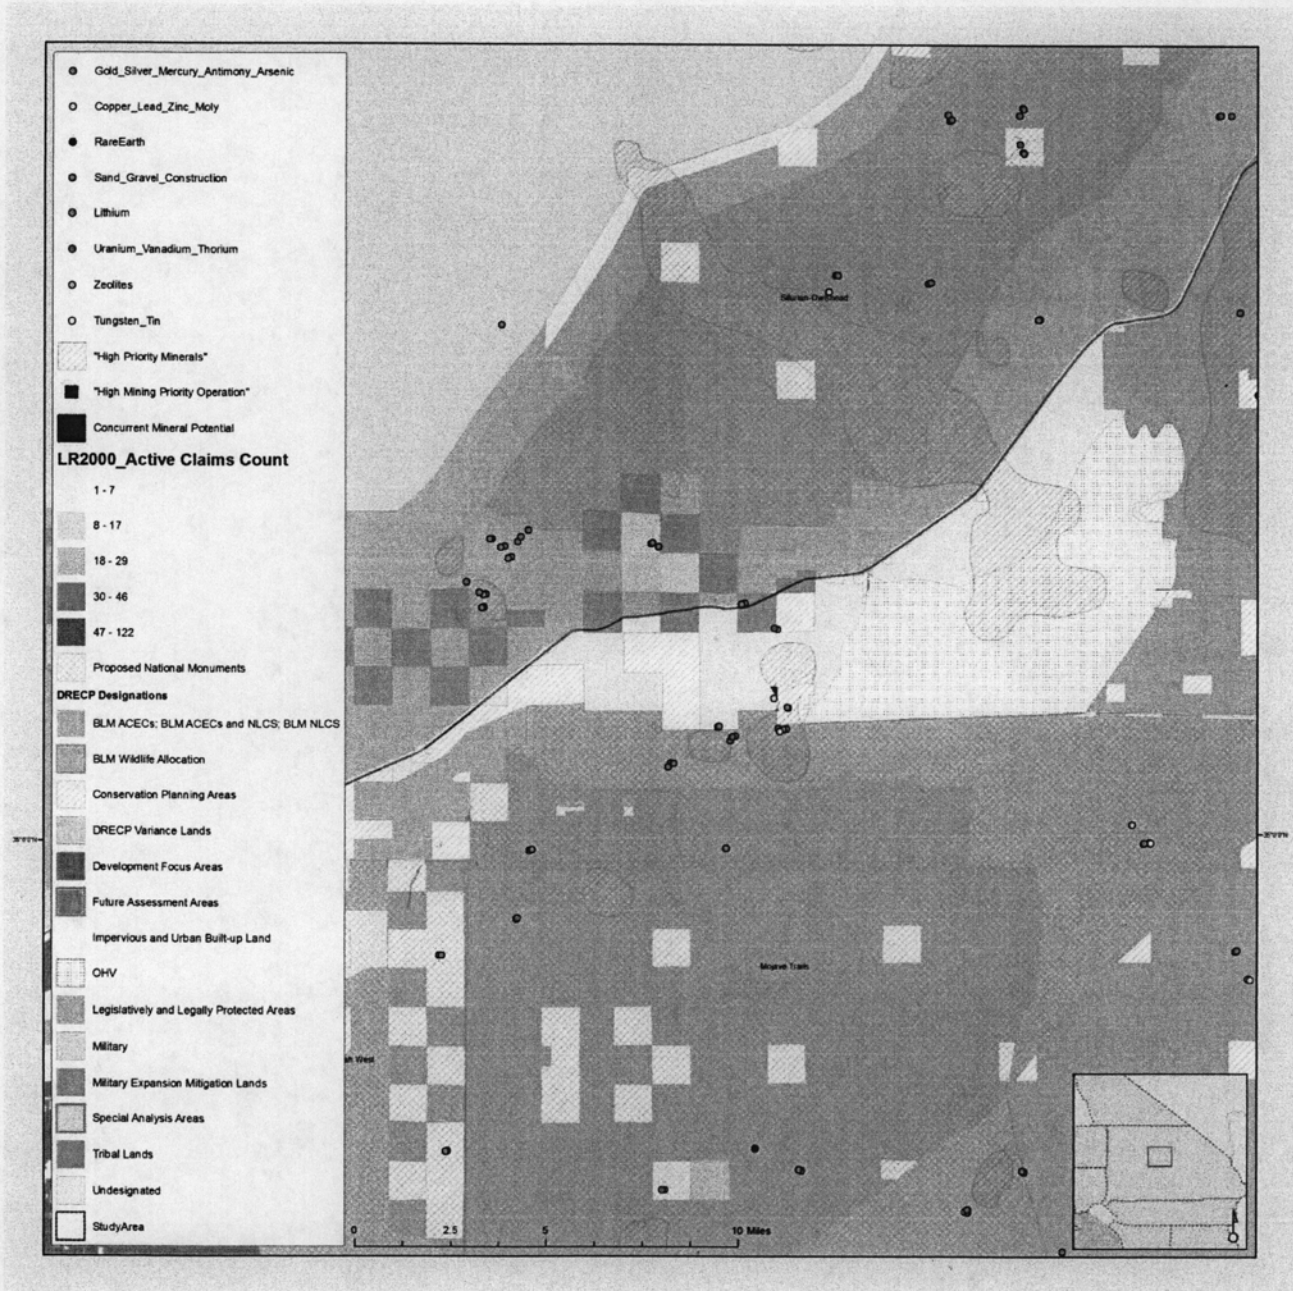 Gold_Silver_Mercury_Antimony_Arsenic
Copper_Lead_Zinc_Moly
RareEarth
Sand_Gravel_Construction
Lithium
Uranium_Vanadium_Thorium
Zeolites
Tungsten_Tin
"High Priority Minerals"
"High Mining Priority Operation"
Concurrent Mineral Potential
LR2000_Active Claims Count
1 - 7
8 - 17
18 - 29
30 - 46
47 - 122
Proposed National Monuments
DRECP Designations
BLM ACECs; BLM ACECs and NLCS; BLM NLCS
BLM Wildlife Allocation
Conservation Planning Areas
DRECP Variance Lands
Development Focus Areas
Future Assessment Areas
Impervious and Urban Built-up Land
OHV
Legislatively and Legally Protected Areas
Military
Military Expansion Mitigation Lands
Special Analysis Areas
Tribal Lands
Undesignated
StudyArea
Mojave Trails
West
0 2.5 5 10 Miles